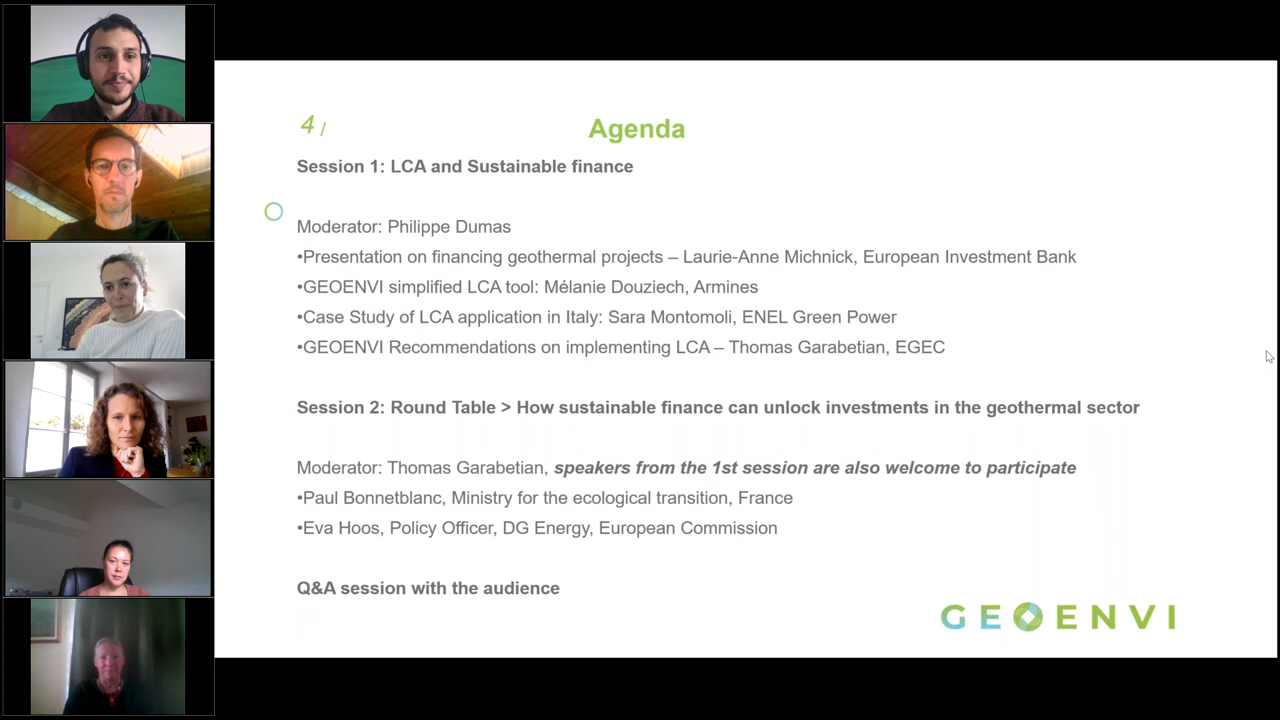 4 /
Agenda
Session 1: LCA and Sustainable finance
Moderator: Philippe Dumas
•Presentation on financing geothermal projects – Laurie-Anne Michnick, European Investment Bank
•GEOENVI simplified LCA tool: Mélanie Douziech, Armines
•Case Study of LCA application in Italy: Sara Montomoli, ENEL Green Power
•GEOENVI Recommendations on implementing LCA – Thomas Garabetian, EGEC
Session 2: Round Table > How sustainable finance can unlock investments in the geothermal sector
Moderator: Thomas Garabetian, speakers from the 1st session are also welcome to participate
•Paul Bonnetblanc, Ministry for the ecological transition, France
•Eva Hoos, Policy Officer, DG Energy, European Commission
Q&A session with the audience
GEOENVI